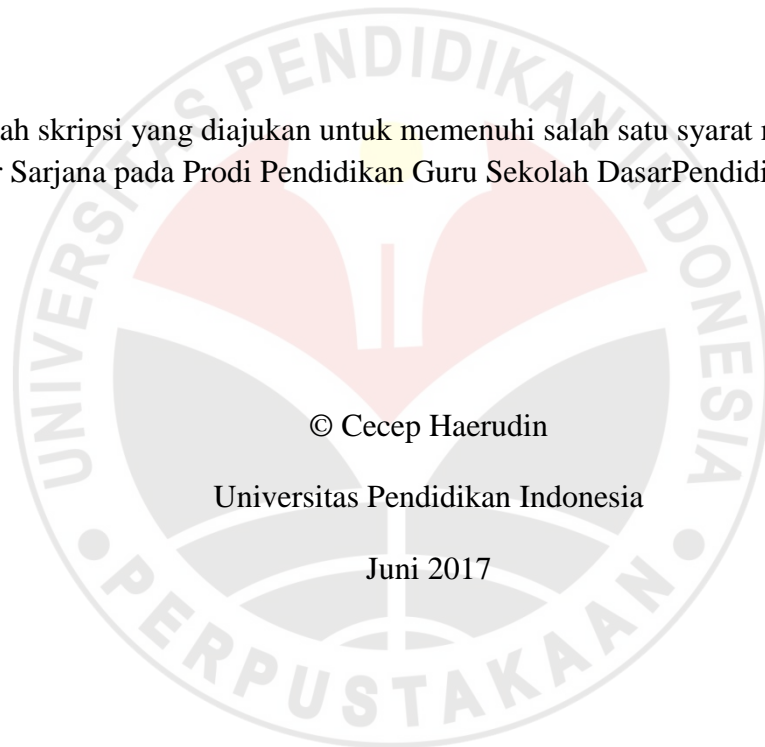 UNIVERSITAS PENDIDIKAN INDONESIA
ah skripsi yang diajukan untuk memenuhi salah satu syarat
r Sarjana pada Prodi Pendidikan Guru Sekolah DasarPendidi
© Cecep Haerudin
Universitas Pendidikan Indonesia
Juni 2017
PERPUSTAKAAN